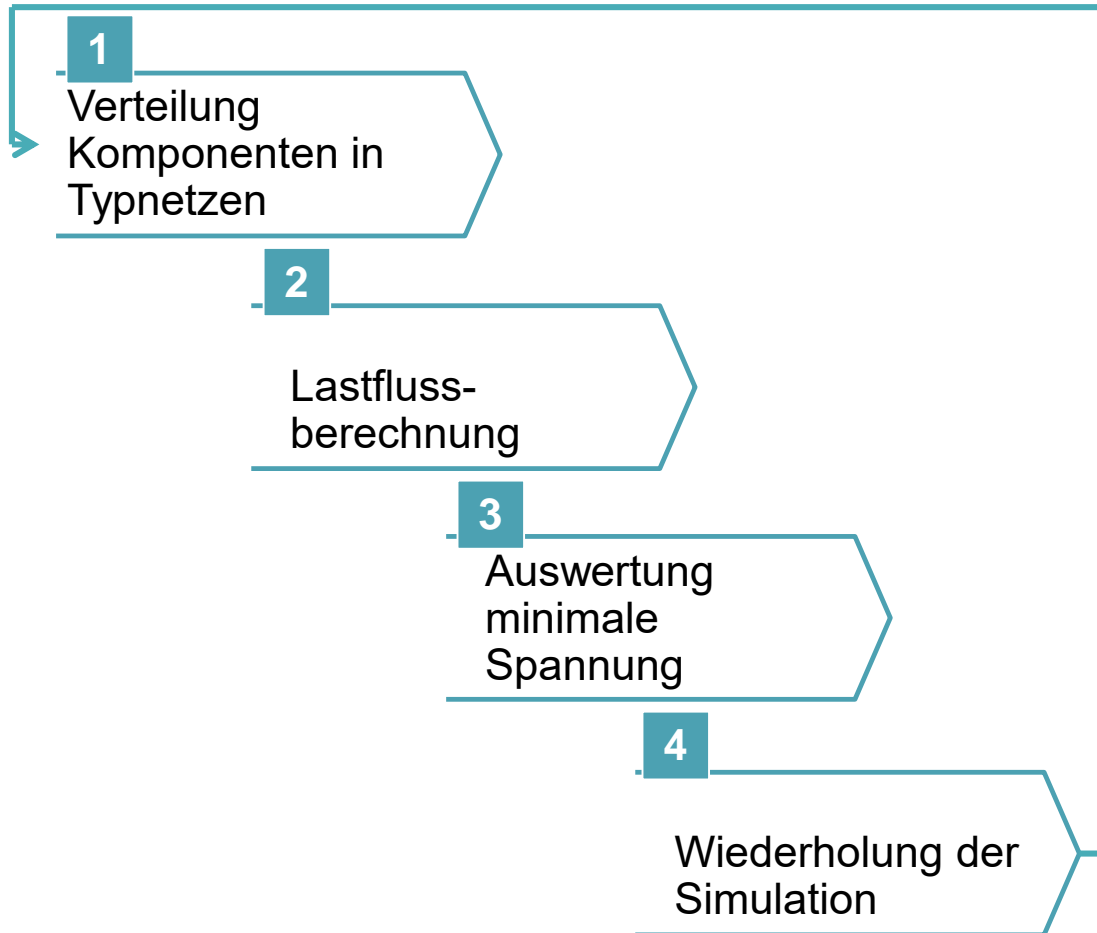 1
Verteilung
Komponenten in
Typnetzen
2
Lastfluss-
berechnung
3
Auswertung
minimale
Spannung
4
Wiederholung der
Simulation